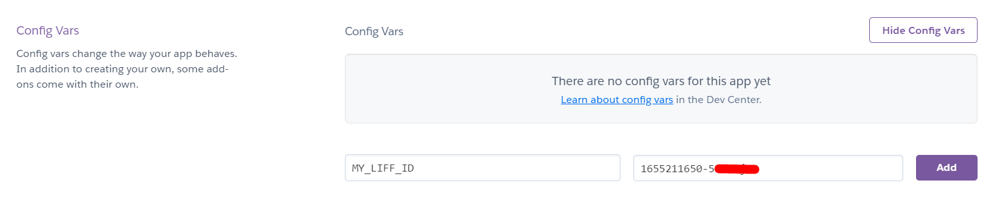 Config Vars
Config vars change the way your app behaves.
In addition to creating your own, some add-
ons come with their own.
Config Vars
Hide Config Vars
There are no config vars for this app yet
Learn about config vars in the Dev Center.
MY_LIFF_ID
1655211650-5
Add